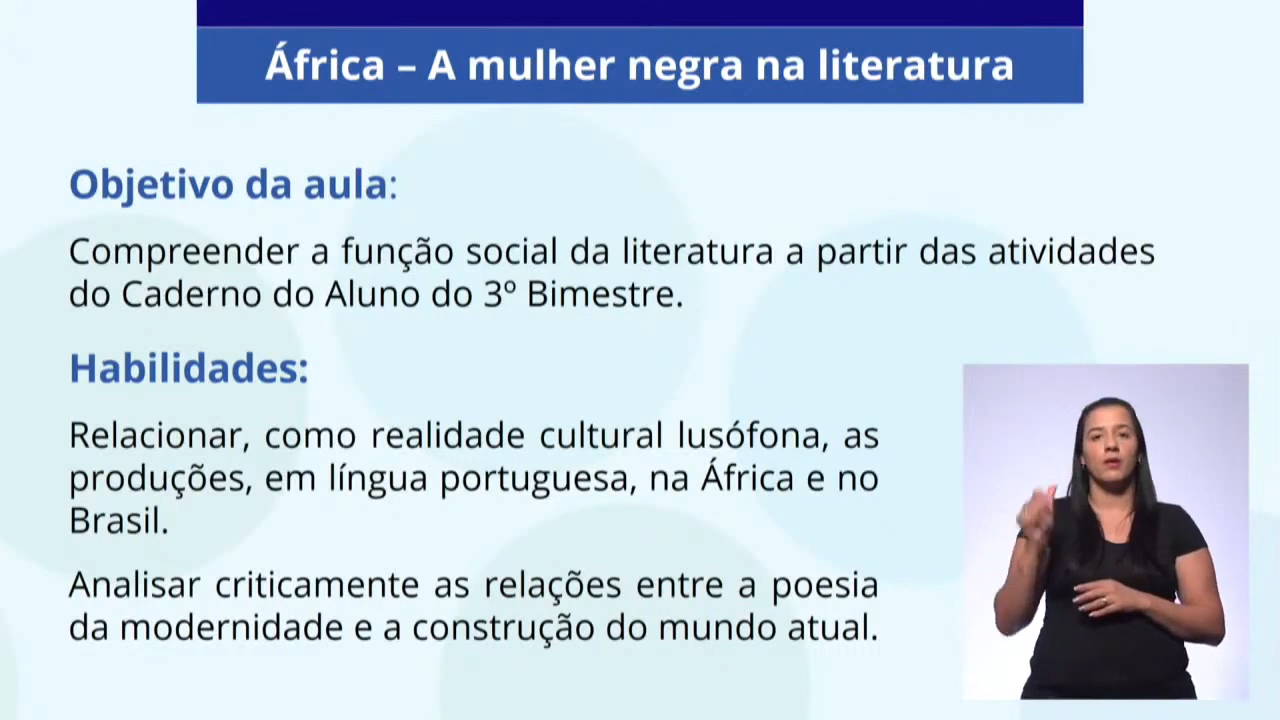 África – A mulher negra na literatura
Objetivo da aula:
Compreender a função social da literatura a partir das atividades
do Caderno do Aluno do 3º Bimestre.
Habilidades:
Relacionar, como realidade cultural lusófona, as
produções, em língua portuguesa, na África e no
Brasil.
Analisar criticamente as relações entre a poesia
da modernidade e a construção do mundo atual.